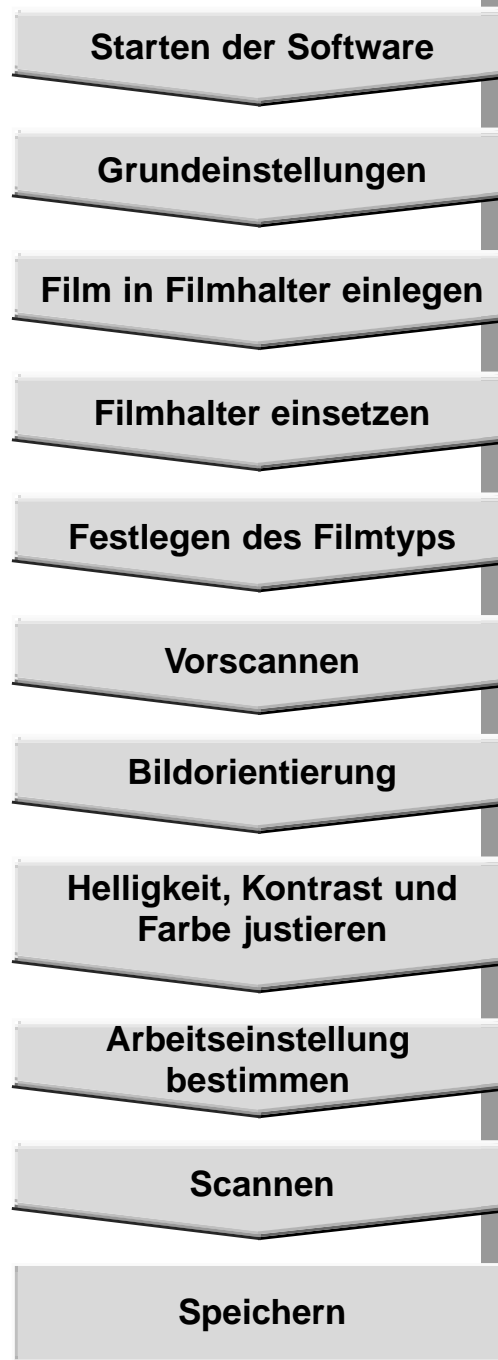 Starten der Software
Grundeinstellungen
Film in Filmhalter einlegen
Filmhalter einsetzen
Festlegen des Filmtyps
Vorscannen
Bildorientierung
Helligkeit, Kontrast und
Farbe justieren
Arbeitseinstellung
bestimmen
Scannen
Speichern